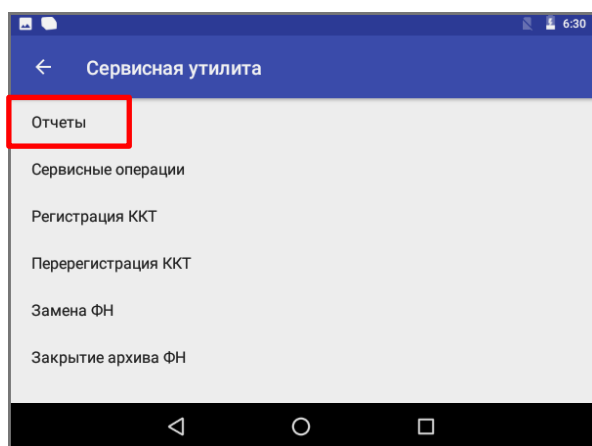 6:30
Сервисная утилита
Отчеты
Сервисные операции
Регистрация ККТ
Перерегистрация ККТ
Замена ФН
Закрытие архива ФН